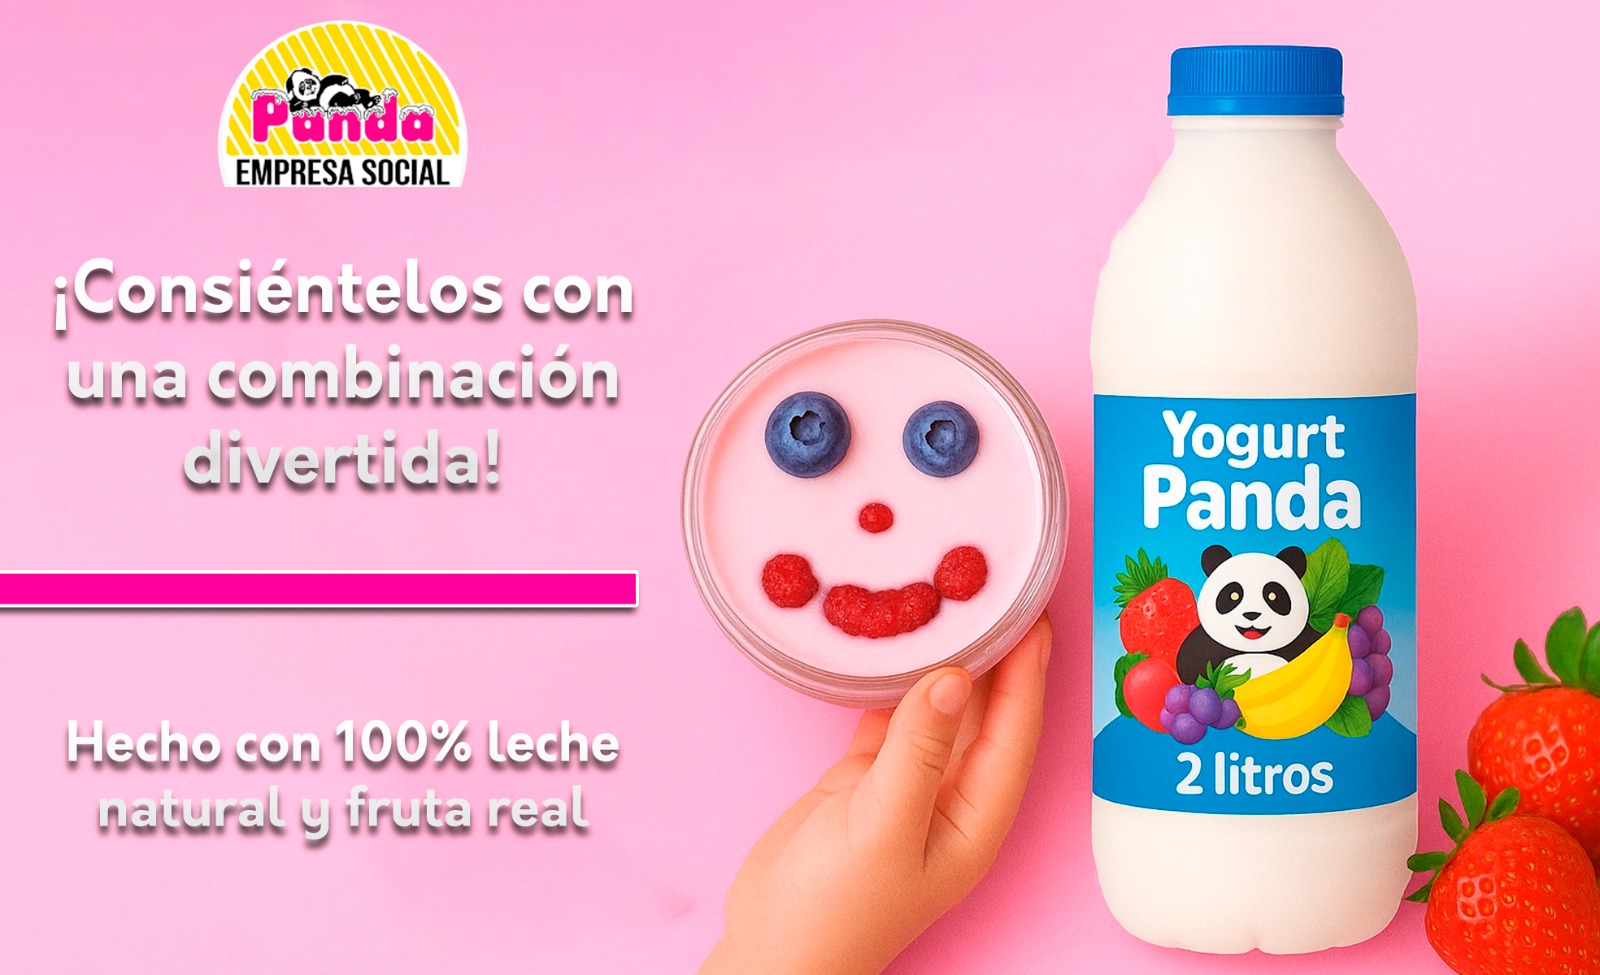 Panda
EMPRESA SOCIAL
¡Consiéntelos con
una combinación
divertida!
Hecho con 100% leche
natural y fruta real
Yogurt
Panda
2 litros